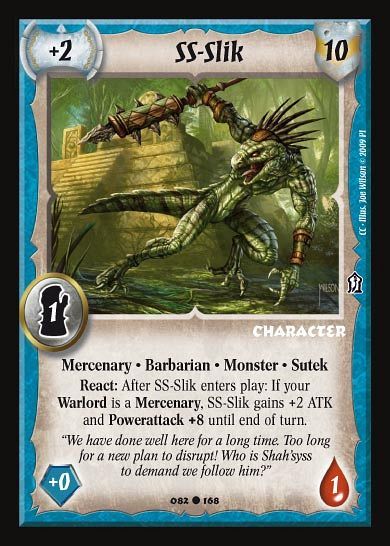 +2
SS-Slik
10
CC - Illus. Joe Wilson © 2009 PI
WILSON
1
CHARACTER
Mercenary • Barbarian • Monster • Sutek
React: After SS-Slik enters play: If your
Warlord is a Mercenary, SS-Slik gains +2 ATK
and Powerattack +8 until end of turn.
“We have done well here for a long time. Too long
for a new plan to disrupt! Who is Shah’syss
to demand we follow him?”
+0
1
082 ● 168